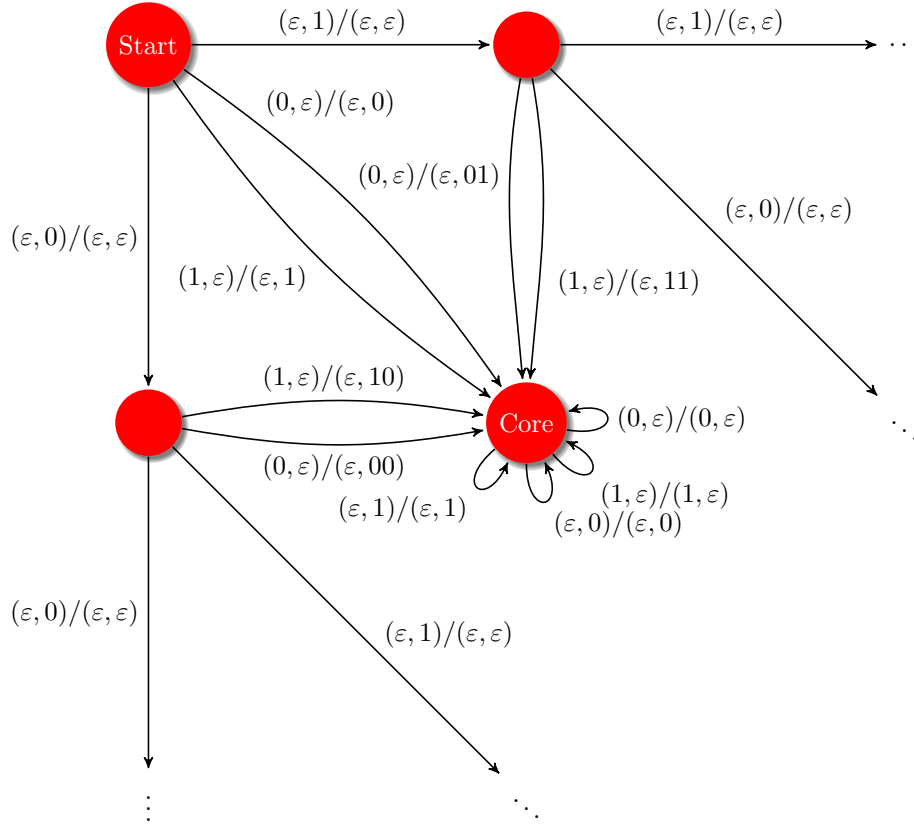 Start
(ε, 1)/(ε, ε)
(ε, 1)/(ε, ε)
(0, ε)/(ε, 0)
(0, ε)/(ε, 01)
(ε, 0)/(ε, ε)
(ε, 0)/(ε, ε)
(1, ε)/(ε, 1)
(1, ε)/(ε, 11)
(1, ε)/(ε, 10)
Core
(0, ε)/(0, ε)
(0, ε)/(ε, 00)
(ε, 1)/(ε, 1)
(1, ε)/(1, ε)
(ε, 0)/(ε, 0)
(ε, 0)/(ε, ε)
(ε, 1)/(ε, ε)